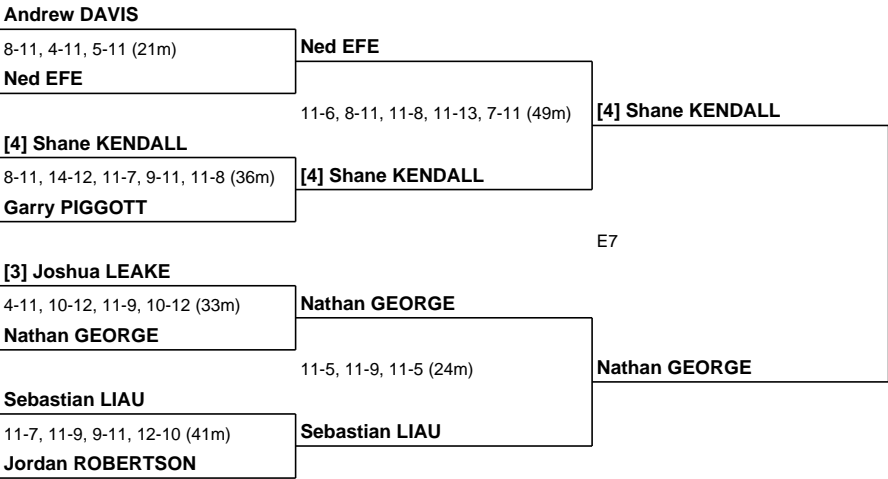 Andrew DAVIS
8-11, 4-11, 5-11 (21m)
Ned EFE
Ned EFE
11-6, 8-11, 11-8, 11-13, 7-11 (49m)
[4] Shane KENDALL
[4] Shane KENDALL
8-11, 14-12, 11-7, 9-11, 11-8 (36m)
[4] Shane KENDALL
Garry PIGGOTT
E7
[3] Joshua LEAKE
4-11, 10-12, 11-9, 10-12 (33m)
Nathan GEORGE
Nathan GEORGE
11-5, 11-9, 11-5 (24m)
Nathan GEORGE
Sebastian LIAU
11-7, 11-9, 9-11, 12-10 (41m)
Sebastian LIAU
Jordan ROBERTSON